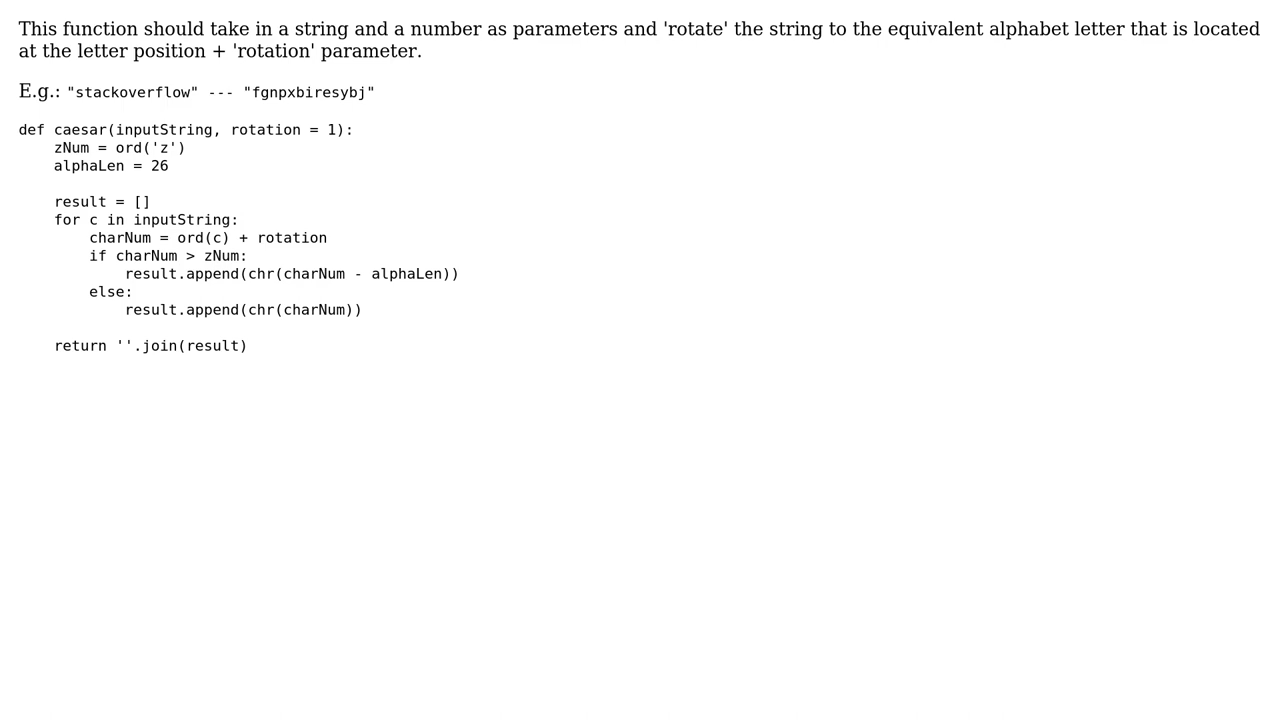 This function should take in a string and a number as parameters and 'rotate' the string to the equivalent alphabet letter that is located
at the letter position + 'rotation' parameter.
E.g.: "stackoverflow" --- "fgnpxbiresybj"
def caesar(inputString, rotation = 1):
    zNum = ord('z')
    alphaLen = 26
    result = []
    for c in inputString:
        charNum = ord(c) + rotation
        if charNum > zNum:
            result.append(chr(charNum - alphaLen))
        else:
            result.append(chr(charNum))
    return ''.join(result)